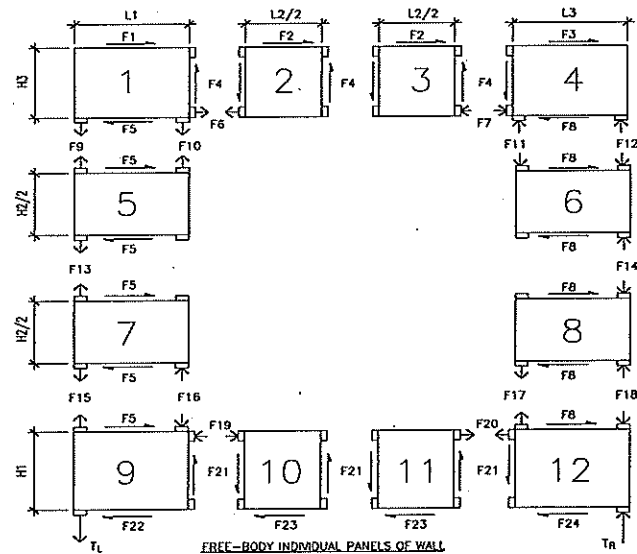 L1 L2/2 L2/2 L3
F1 F2 F2 F3
H3 1 F4 2 F4 3 F4 4
F5 F6 F7 F8
F9 F10 F11 F12
F5 F8
H2/2 5 6
F5 F8
F13 F14
F5 F8
H2/2 7 8
F5 F8
F15 F16 F17 F18
F5 F19 F20 F8
H1 9 F21 10 F21 11 F21 12
F22 F23 F23 F24
TL TR
FREE-BODY INDIVIDUAL PANELS OF WALL